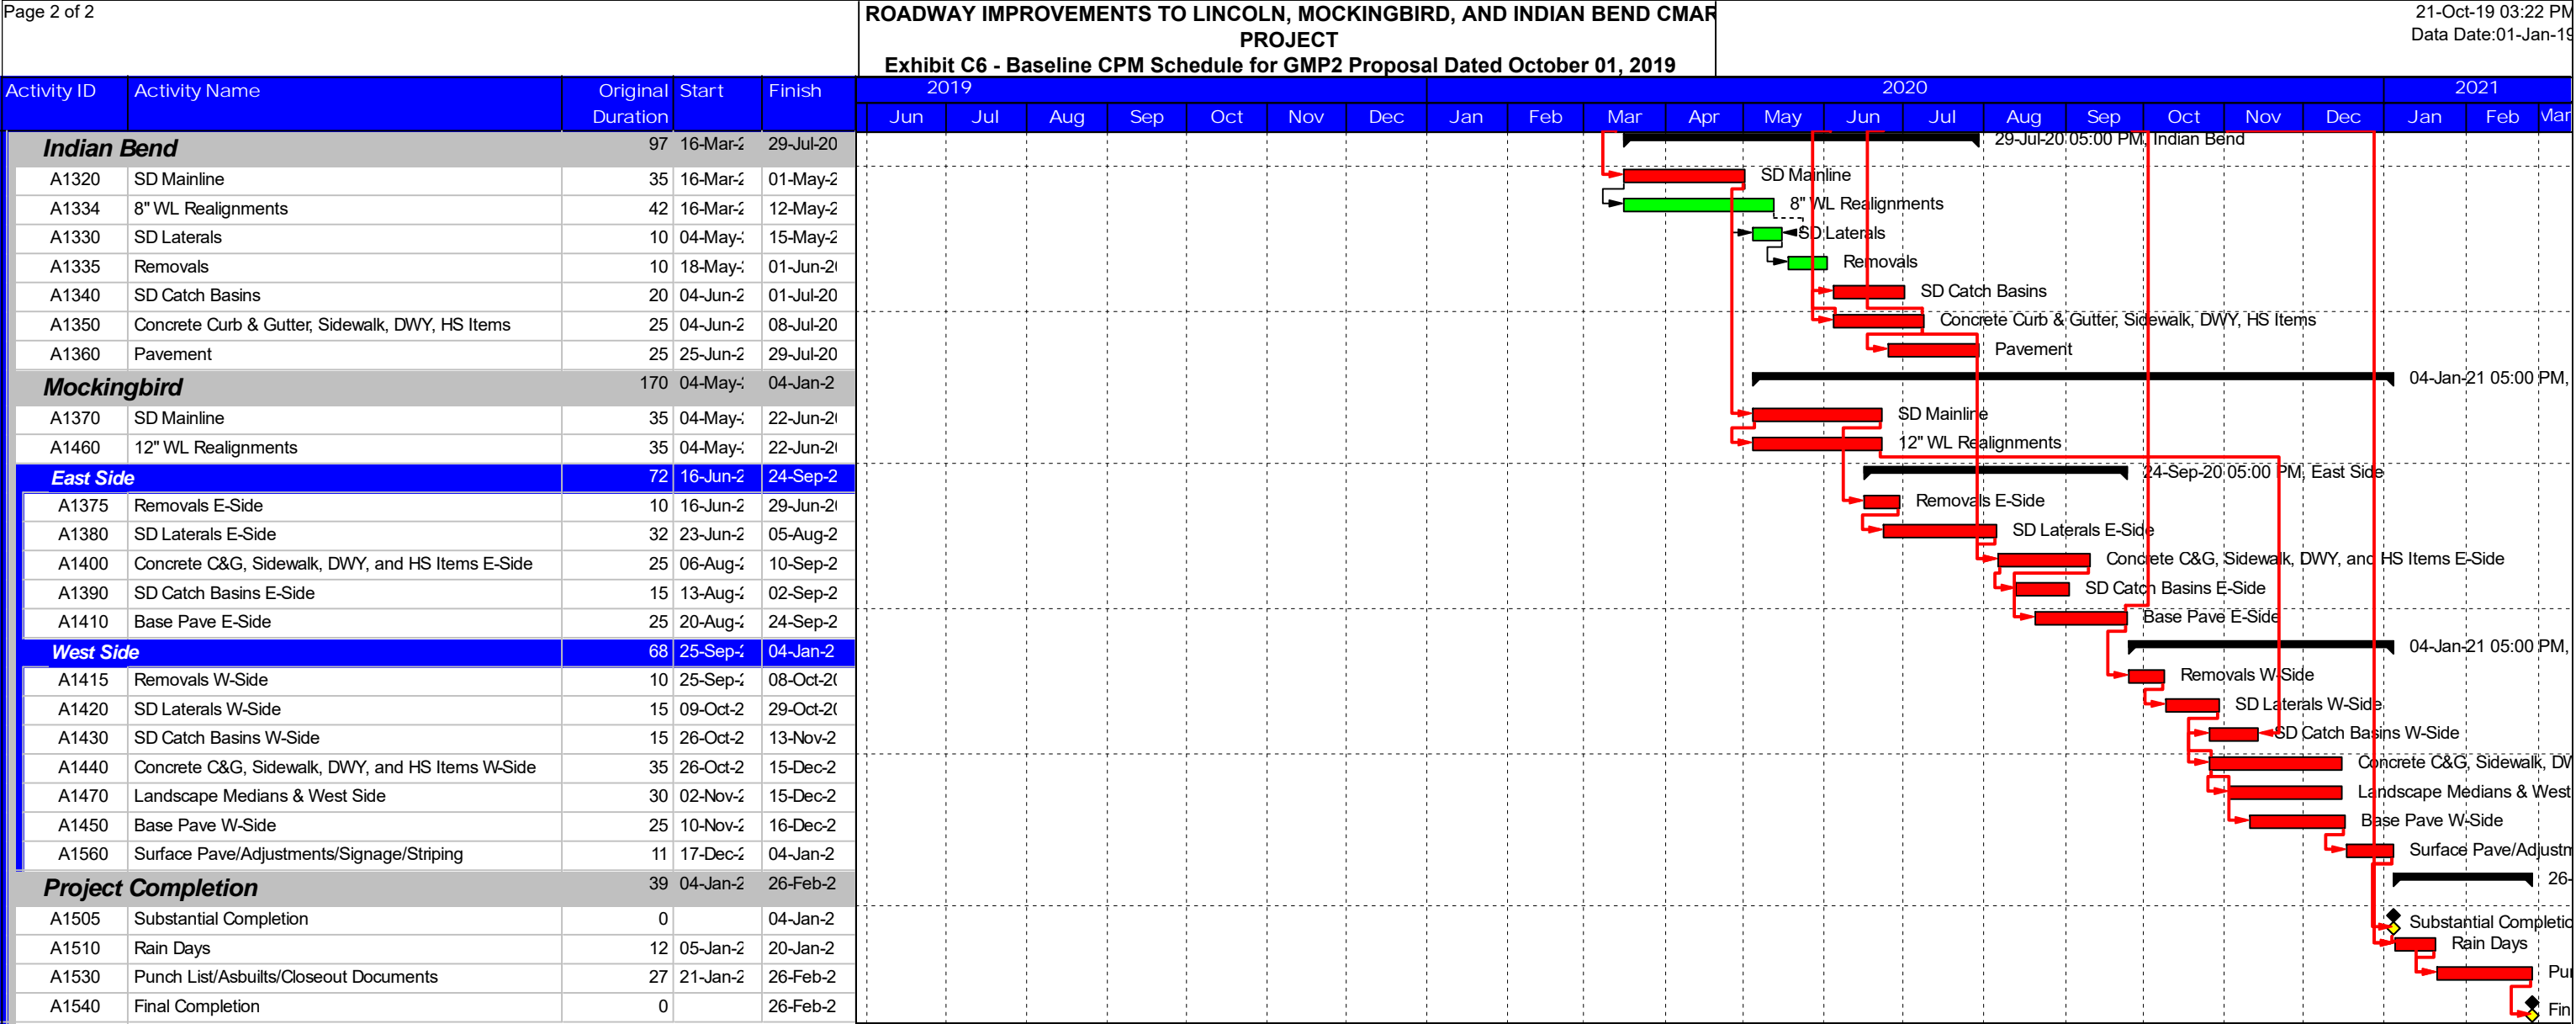 Page 2 of 2
ROADWAY IMPROVEMENTS TO LINCOLN, MOCKINGBIRD, AND INDIAN BEND CMAR
PROJECT
Exhibit C6 - Baseline CPM Schedule for GMP2 Proposal Dated October 01, 2019
21-Oct-19 03:22 PM
Data Date:01-Jan-19
Activity ID Activity Name Original Duration Start Finish 2019 2020 2021
Jun Jul Aug Sep Oct Nov Dec Jan Feb Mar Apr May Jun Jul Aug Sep Oct Nov Dec Jan Feb Mar
Indian Bend 97 16-Mar-2 29-Jul-20 29-Jul-20 05:00 PM, Indian Bend
A1320 SD Mainline 35 16-Mar-2 01-May-2 SD Mainline
A1334 8" WL Realignments 42 16-Mar-2 12-May-2 8" WL Realignments
A1330 SD Laterals 10 04-May-2 15-May-2 SD Laterals
A1335 Removals 10 18-May-2 01-Jun-20 Removals
A1340 SD Catch Basins 20 04-Jun-2 01-Jul-20 SD Catch Basins
A1350 Concrete Curb & Gutter, Sidewalk, DWY, HS Items 25 04-Jun-2 08-Jul-20 Concrete Curb & Gutter, Sidewalk, DWY, HS Items
A1360 Pavement 25 25-Jun-2 29-Jul-20 Pavement
Mockingbird 170 04-May-2 04-Jan-2 04-Jan-21 05:00 PM,
A1370 SD Mainline 35 04-May-2 22-Jun-20 SD Mainline
A1460 12" WL Realignments 35 04-May-2 22-Jun-20 12" WL Realignments
East Side 72 16-Jun-2 24-Sep-2 24-Sep-20 05:00 PM, East Side
A1375 Removals E-Side 10 16-Jun-2 29-Jun-20 Removals E-Side
A1380 SD Laterals E-Side 32 23-Jun-2 05-Aug-2 SD Laterals E-Side
A1400 Concrete C&G, Sidewalk, DWY, and HS Items E-Side 25 06-Aug-2 10-Sep-2 Concrete C&G, Sidewalk, DWY, and HS Items E-Side
A1390 SD Catch Basins E-Side 15 13-Aug-2 02-Sep-2 SD Catch Basins E-Side
A1410 Base Pave E-Side 25 20-Aug-2 24-Sep-2 Base Pave E-Side
West Side 68 25-Sep-2 04-Jan-2 04-Jan-21 05:00 PM,
A1415 Removals W-Side 10 25-Sep-2 08-Oct-20 Removals W-Side
A1420 SD Laterals W-Side 15 09-Oct-2 29-Oct-20 SD Laterals W-Side
A1430 SD Catch Basins W-Side 15 26-Oct-2 13-Nov-2 SD Catch Basins W-Side
A1440 Concrete C&G, Sidewalk, DWY, and HS Items W-Side 35 26-Oct-2 15-Dec-2 Concrete C&G, Sidewalk, DW
A1470 Landscape Medians & West Side 30 02-Nov-2 15-Dec-2 Landscape Medians & West
A1450 Base Pave W-Side 25 10-Nov-2 16-Dec-2 Base Pave W-Side
A1560 Surface Pave/Adjustments/Signage/Striping 11 17-Dec-2 04-Jan-2 Surface Pave/Adjustm
Project Completion 39 04-Jan-2 26-Feb-2 26-
A1505 Substantial Completion 0 04-Jan-2 Substantial Completio
A1510 Rain Days 12 05-Jan-2 20-Jan-2 Rain Days
A1530 Punch List/Asbuilts/Closeout Documents 27 21-Jan-2 26-Feb-2 Pun
A1540 Final Completion 0 26-Feb-2 Fin